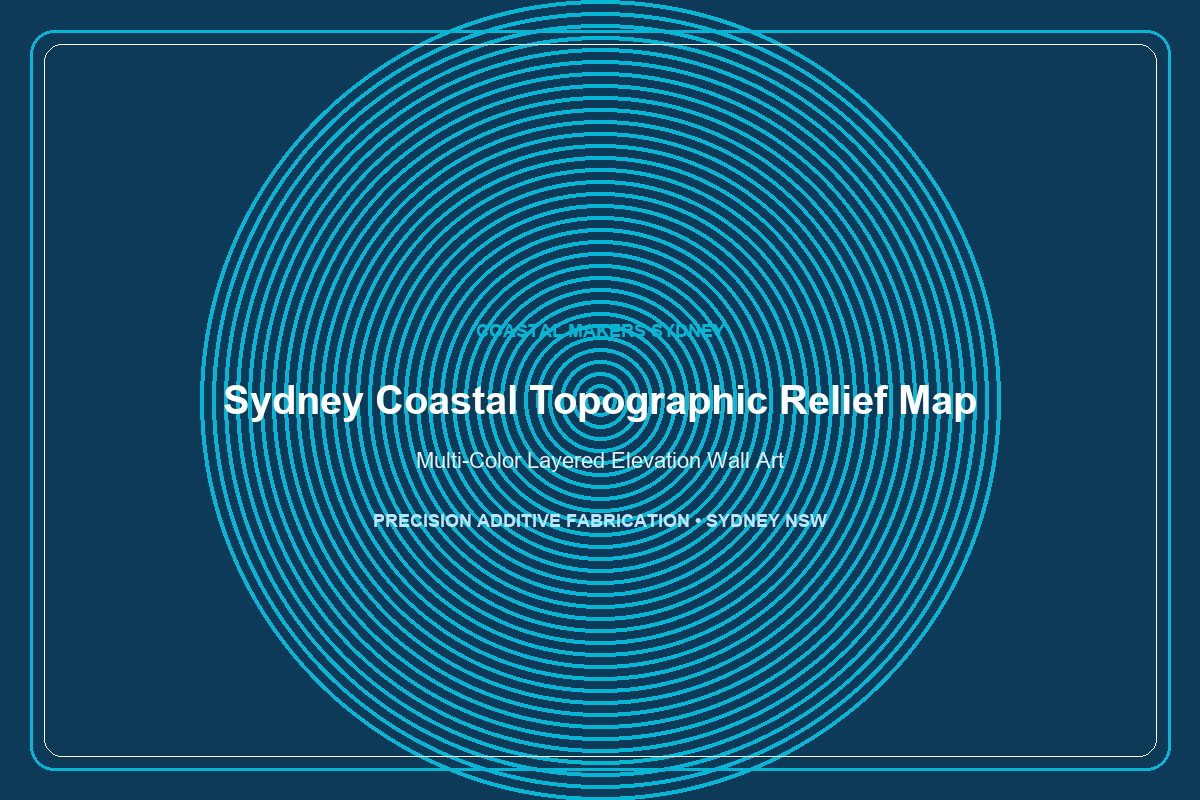 COASTAL MAKERS SYDNEY
Sydney Coastal Topographic Relief Map
Multi-Color Layered Elevation Wall Art
PRECISION ADDITIVE FABRICATION • SYDNEY NSW